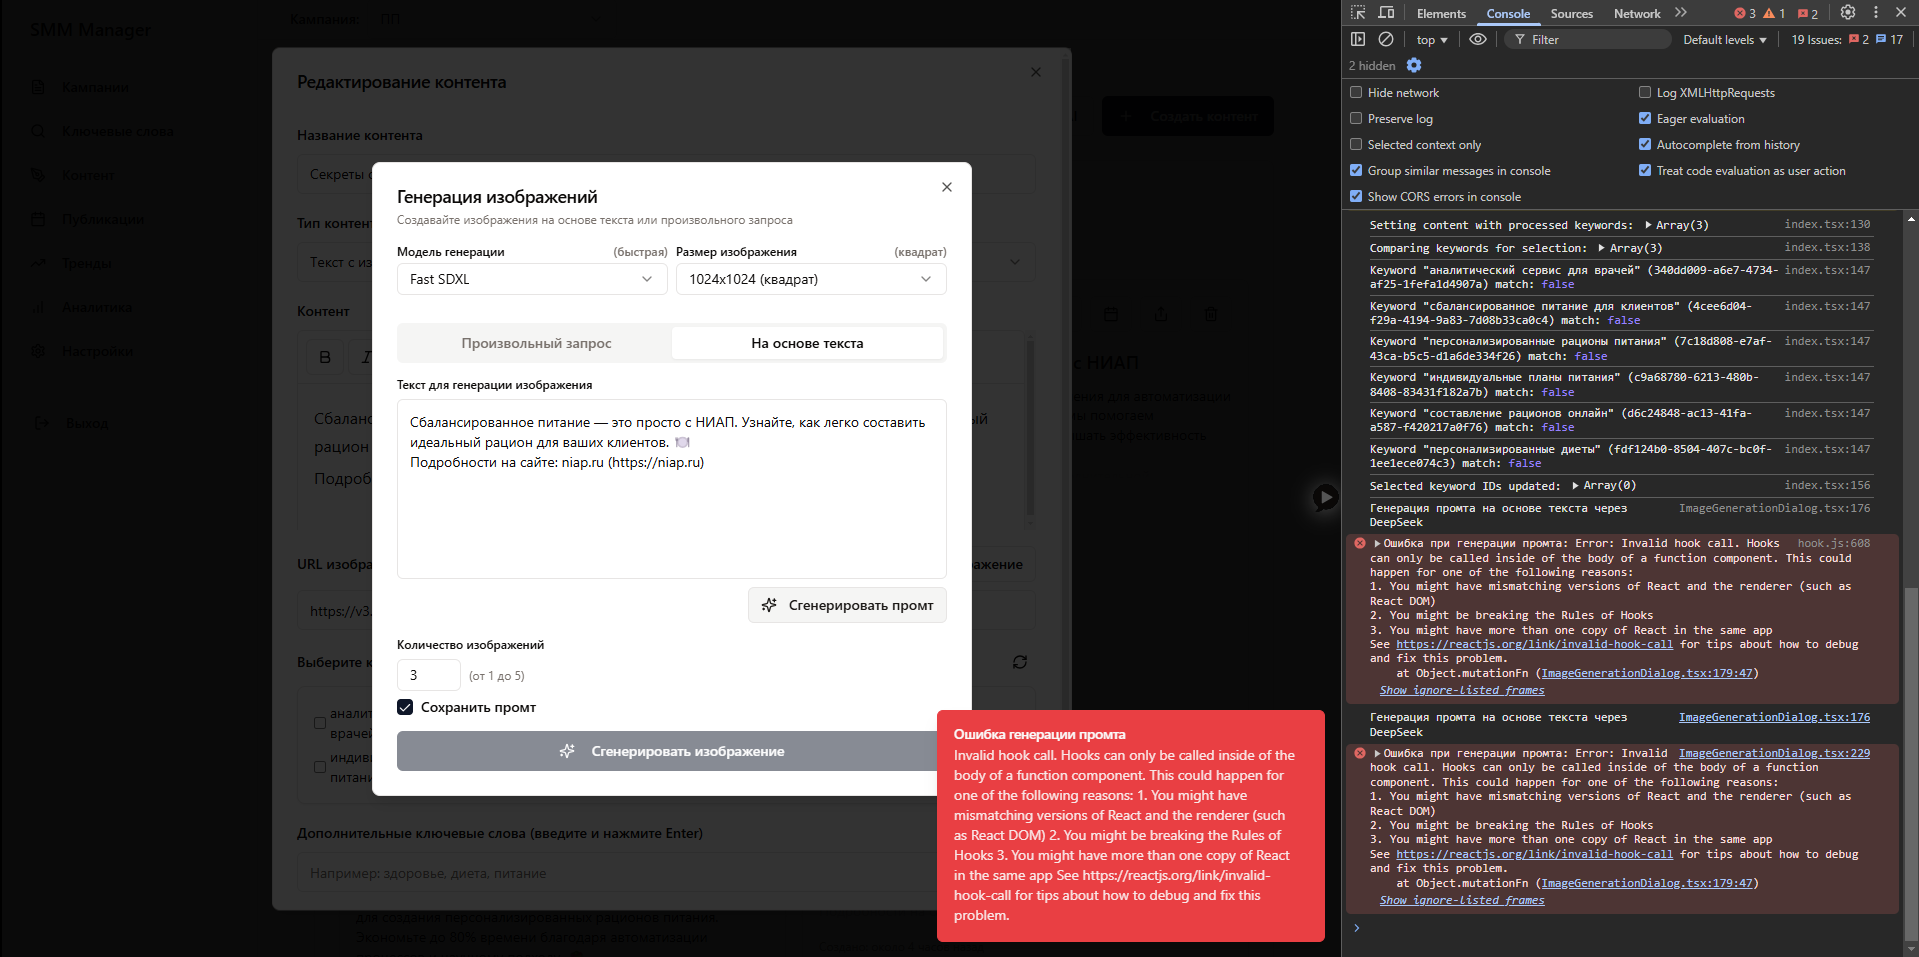 SMM Manager
Кампании
Ключевые слова
Контент
Публикации
Тренды
Аналитика
Настройки
Выход
Кампания:
ПП
Создать контент
Редактирование контента
Название контента
Секреты
Тип контен
Текст с из
Контент
B I
Сбаланс
рацион
Подроб
URL изобра
https://v3.
Выберите к
аналит
врачей
индиви
питани
Дополнительные ключевые слова (введите и нажмите Enter)
Например: здоровье, диета, питание
с НИАП
ения для автоматизации
мы помогаем
ышать эффективность
ый
ажение
для создания персонализированных рационов питания.
Экономьте до 80% времени благодаря автоматизации
Генерация изображений
Создавайте изображения на основе текста или произвольного запроса
Модель генерации (быстрая) Размер изображения (квадрат)
Fast SDXL 1024x1024 (квадрат)
Произвольный запрос На основе текста
Текст для генерации изображения
Сбалансированное питание — это просто с НИАП. Узнайте, как легко составить
идеальный рацион для ваших клиентов. 🍽️
Подробности на сайте: niap.ru (https://niap.ru)
Сгенерировать промт
Количество изображений
3 (от 1 до 5)
Сохранить промт
Сгенерировать изображение
Ошибка генерации промта
Invalid hook call. Hooks can only be called inside of the
body of a function component. This could happen for
one of the following reasons: 1. You might have
mismatching versions of React and the renderer (such
as React DOM) 2. You might be breaking the Rules of
Hooks 3. You might have more than one copy of React
in the same app See https://reactjs.org/link/invalid-
hook-call for tips about how to debug and fix this
problem.
Elements Console Sources Network 3 1 2
top Filter Default levels 19 Issues: 2 17
2 hidden
Hide network Log XMLHttpRequests
Preserve log Eager evaluation
Selected context only Autocomplete from history
Group similar messages in console Treat code evaluation as user action
Show CORS errors in console
Setting content with processed keywords: ▶ Array(3) index.tsx:130
Comparing keywords for selection: ▶ Array(3) index.tsx:138
Keyword "аналитический сервис для врачей" (340dd009-a6e7-4734- index.tsx:147
af25-1fefa1d4907a) match: false
Keyword "сбалансированное питание для клиентов" (4cee6d04- index.tsx:147
f29a-4194-9a83-7d08b33ca0c4) match: false
Keyword "персонализированные рационы питания" (7c18d808-e7af- index.tsx:147
43ca-b5c5-d1a6de334f26) match: false
Keyword "индивидуальные планы питания" (c9a68780-6213-480b- index.tsx:147
8408-83431f182a7b) match: false
Keyword "составление рационов онлайн" (d6c24848-ac13-41fa- index.tsx:147
a587-f420217a0f76) match: false
Keyword "персонализированные диеты" (fdf124b0-8504-407c-bc0f- index.tsx:147
1ee1ece074c3) match: false
Selected keyword IDs updated: ▶ Array(0) index.tsx:156
Генерация промта на основе текста через ImageGenerationDialog.tsx:176
DeepSeek
▶Ошибка при генерации промта: Error: Invalid hook call. Hooks hook.js:608
can only be called inside of the body of a function component. This could
happen for one of the following reasons:
1. You might have mismatching versions of React and the renderer (such as
React DOM)
2. You might be breaking the Rules of Hooks
3. You might have more than one copy of React in the same app
See https://reactjs.org/link/invalid-hook-call for tips about how to debug
and fix this problem.
at Object.mutationFn (ImageGenerationDialog.tsx:179:47)
Show ignore-listed frames
Генерация промта на основе текста через ImageGenerationDialog.tsx:176
DeepSeek
▶Ошибка при генерации промта: Error: Invalid ImageGenerationDialog.tsx:229
hook call. Hooks can only be called inside of the body of a function
component. This could happen for one of the following reasons:
1. You might have mismatching versions of React and the renderer (such as
React DOM)
2. You might be breaking the Rules of Hooks
3. You might have more than one copy of React in the same app
See https://reactjs.org/link/invalid-hook-call for tips about how to debug
and fix this problem.
at Object.mutationFn (ImageGenerationDialog.tsx:179:47)
Show ignore-listed frames